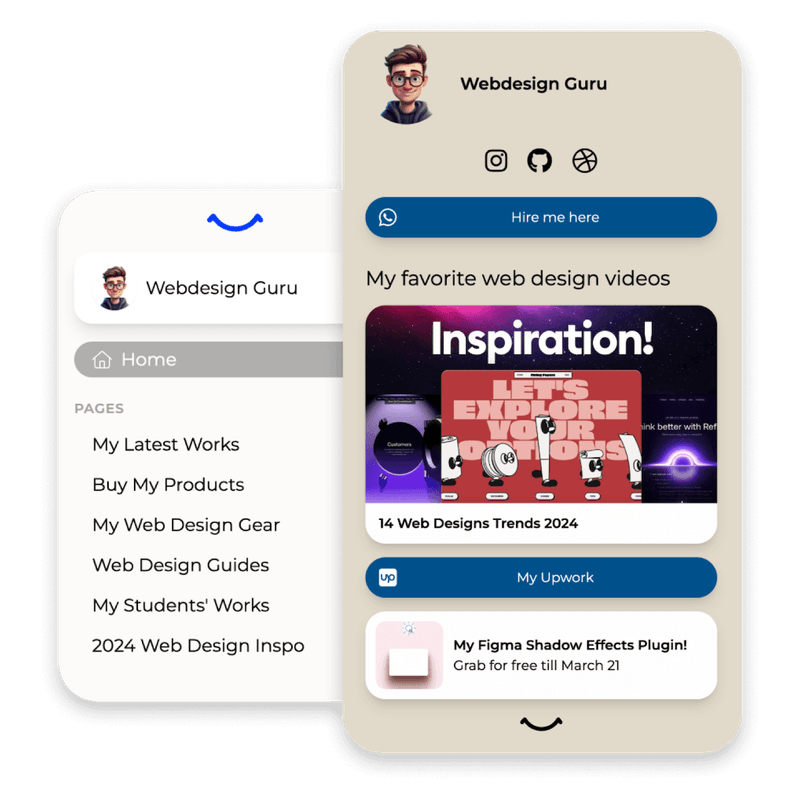 Webdesign Guru
Hire me here
My favorite web design videos
Inspiration!
LET'S
EXPLORE
YOUR
OPTIONS
Customers
hink better with Ref
14 Web Designs Trends 2024
up
My Upwork
My Figma Shadow Effects Plugin!
Grab for free till March 21
Webdesign Guru
Home
PAGES
My Latest Works
Buy My Products
My Web Design Gear
Web Design Guides
My Students' Works
2024 Web Design Inspo